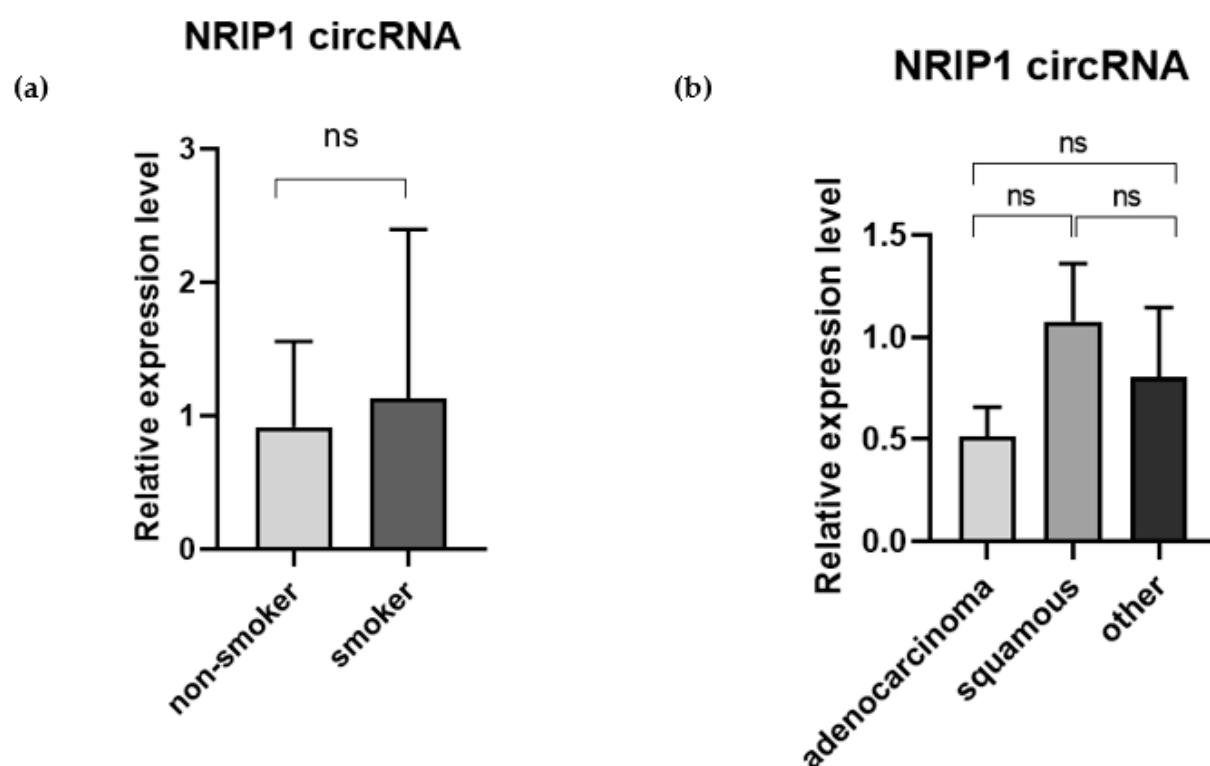 NRIP1 circRNA
(a)
ns
Relative expression level
3
2
1
0
non-smoker
smoker
NRIP1 circRNA
(b)
ns
ns
ns
Relative expression level
1.5
1.0
0.5
0.0
adenocarcinoma
squamous
other